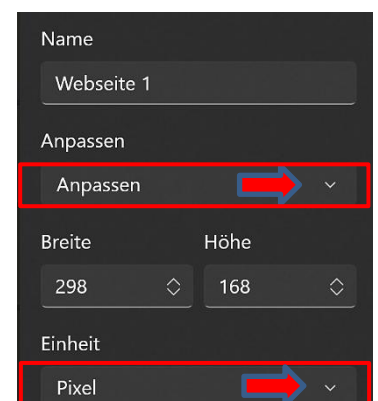 Name
Webseite 1
Anpassen
Anpassen
Breite Höhe
298 168
Einheit
Pixel